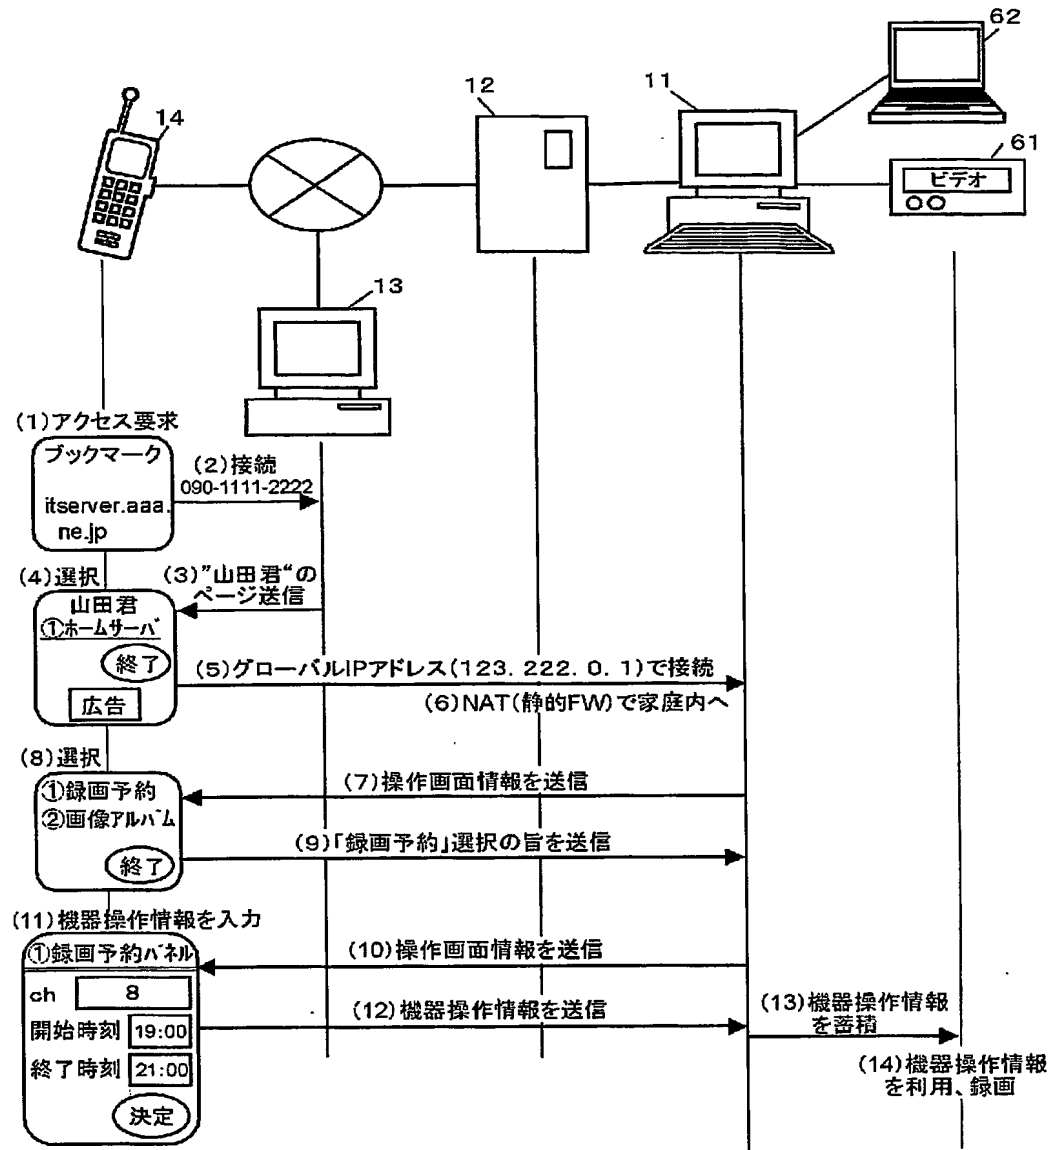 62
12
11
14
61
ビデオ
13
(1)アクセス要求
ブックマーク
itserver.aaa.
ne.jp
(2)接続
090-1111-2222
(3)”山田君“の
ページ送信
(4)選択
山田君
①ホームサーバ
終了
広告
(5)グローバルIPアドレス(123. 222. 0. 1)で接続
(6)NAT(静的FW)で家庭内へ
(8)選択
①録画予約
②画像アルバム
終了
(7)操作画面情報を送信
(9)「録画予約」選択の旨を送信
(11)機器操作情報を入力
①録画予約パネル
ch 8
開始時刻 19:00
終了時刻 21:00
決定
(10)操作画面情報を送信
(12)機器操作情報を送信
(13)機器操作情報
を蓄積
(14)機器操作情報
を利用、録画